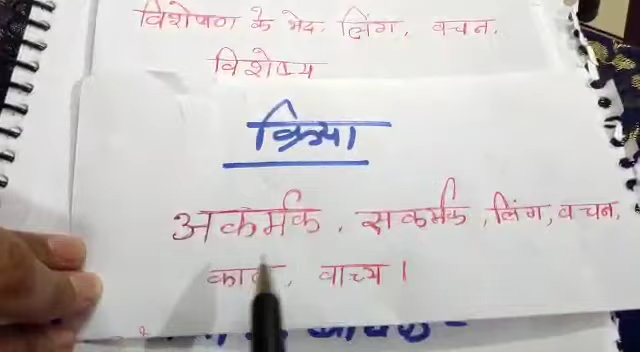 विशेषण के भेद, लिंग, वचन,
विशेष्य
क्रिया
अकर्मक, सकर्मक, लिंग, वचन,
वाच्य।